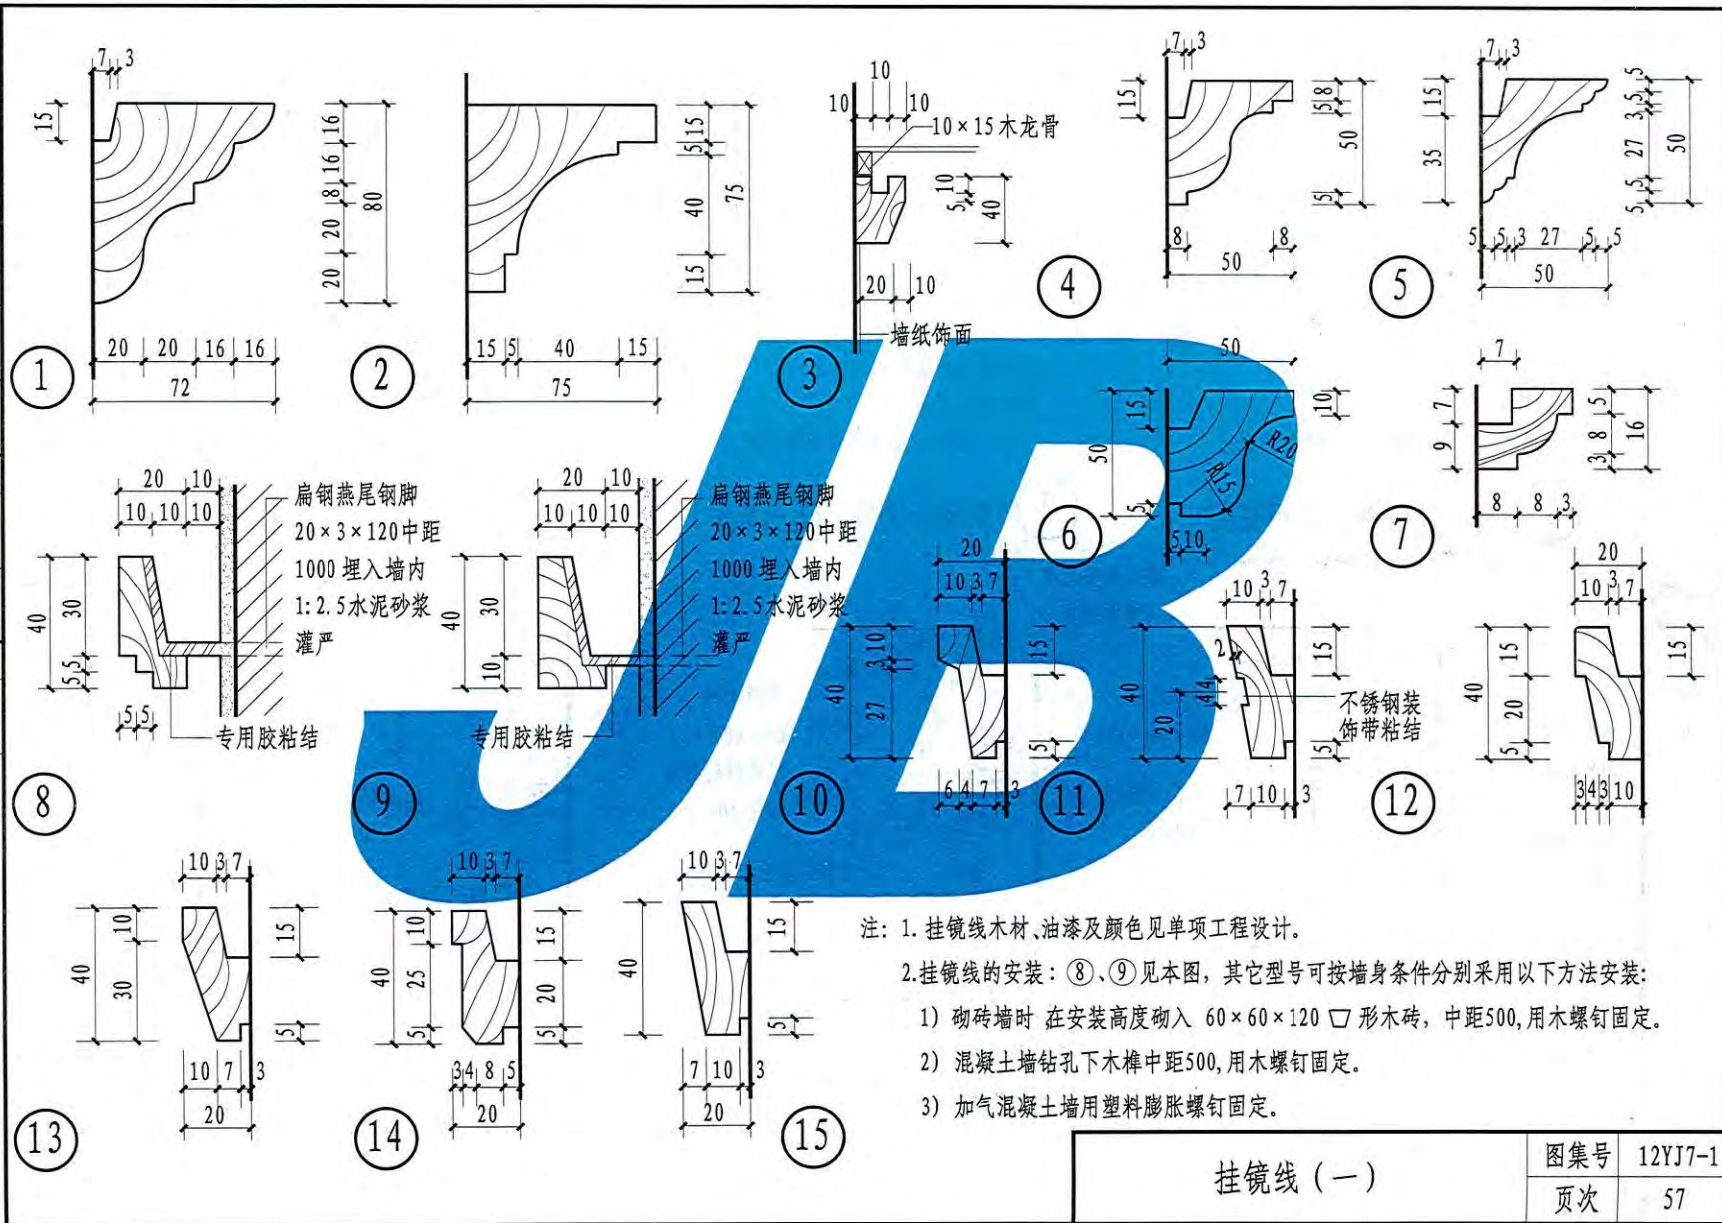 7 3
15
16 16 8 20 20
80
20 20 16 16
72
1
15 5 40 15
75
15 5 40 15
75
2
10
10 10
10×15木龙骨
10 5
40
20 10
墙纸饰面
3
7 3
15
8 5 5
50
8 8
50
4
7 3
15 35
5 5 3 27 5 5
50
5 5 3 27 5 5
50
5
50
15
50
5
10
R20
R15
5 10
6
7
7 9
5 8 3
16
8 8 3
7
20 10
10 10 10
40
30
5 5
5 5
扁钢燕尾钢脚
20×3×120中距
1000埋入墙内
1:2.5水泥砂浆
灌严
专用胶粘结
8
20 10
10 10 10
40
30
10
扁钢燕尾钢脚
20×3×120中距
1000埋入墙内
1:2.5水泥砂浆
灌严
专用胶粘结
9
20
10 3 7
40
10 3 27
15
5
6 4 7 3
10
10 3 7
2
40
4 4
20
15
5
7 10 3
不锈钢装
饰带粘结
11
20
10 3 7
40
15 20 5
15
3 4 3 10
12
10 3 7
40
10 30
15
5
10 7 3
20
13
10 3 7
40
10 25 5
15 20 5
3 4 8 5
20
14
10 3 7
40
15
5
7 10 3
20
15
注: 1. 挂镜线木材、油漆及颜色见单项工程设计。
2.挂镜线的安装: ⑧、⑨见本图, 其它型号可按墙身条件分别采用以下方法安装:
1) 砌砖墙时 在安装高度砌入 60×60×120 形木砖, 中距500,用木螺钉固定。
2) 混凝土墙钻孔下木榫中距500,用木螺钉固定。
3) 加气混凝土墙用塑料膨胀螺钉固定。
挂镜线(一)
图集号 12YJ7-1
页次 57
JB